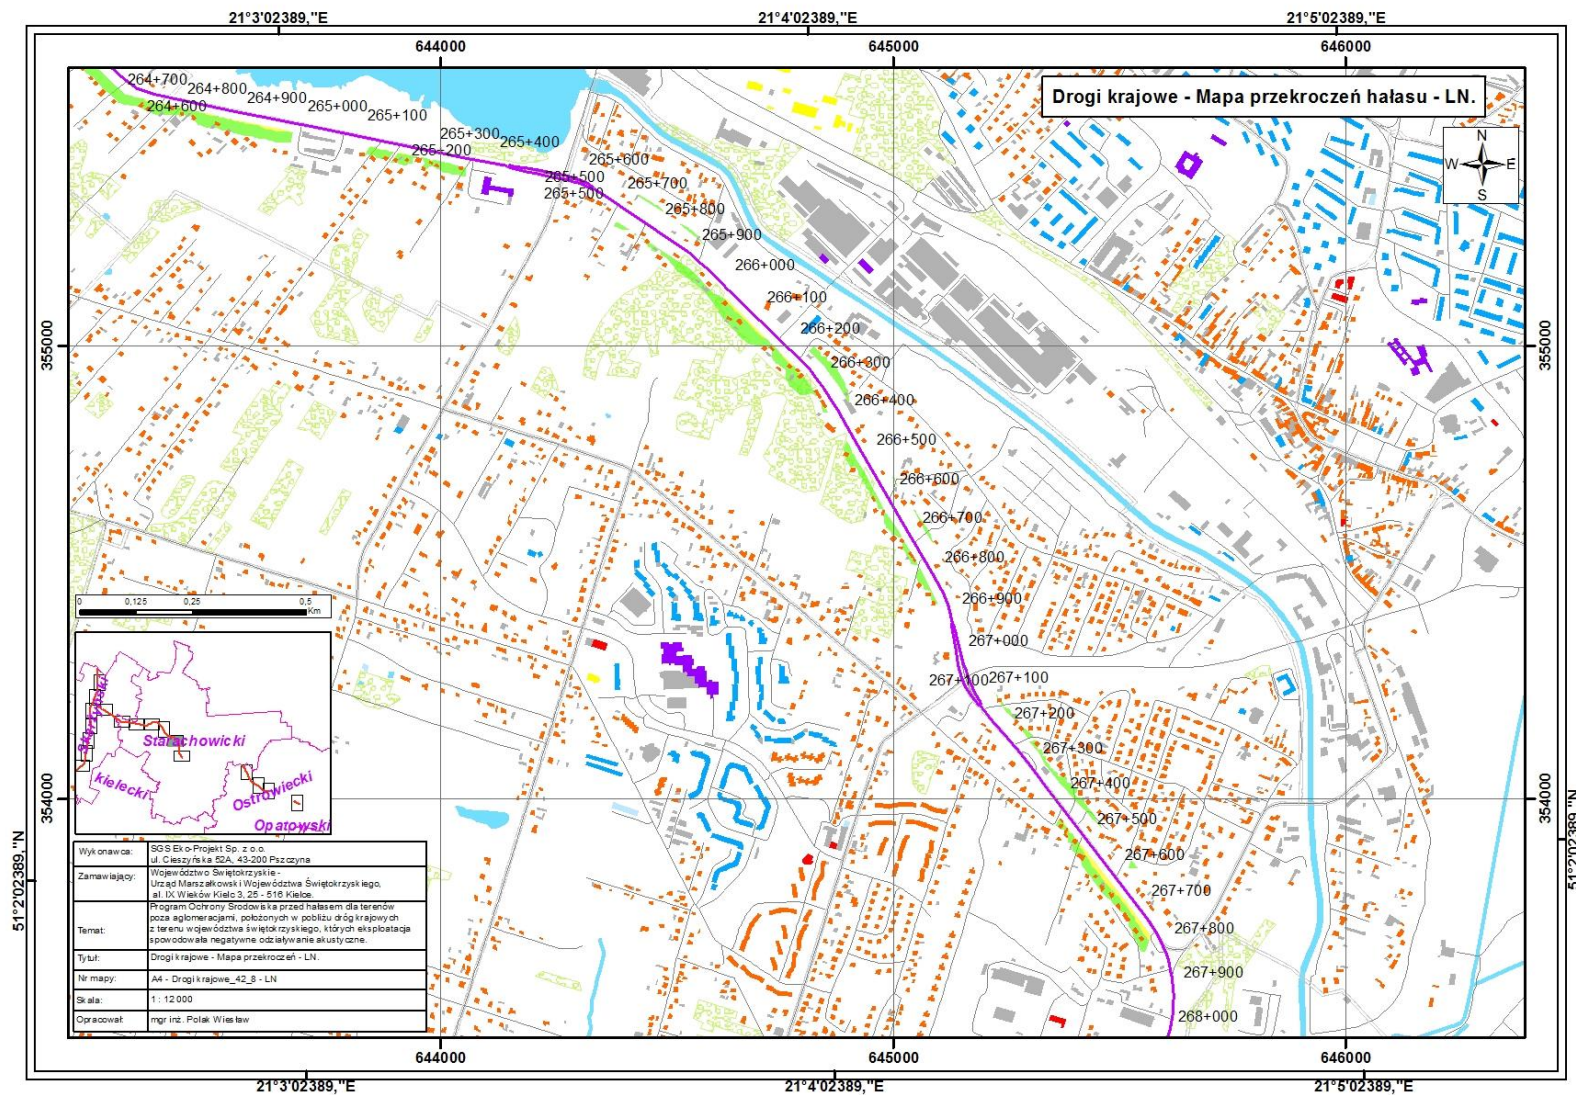 21°3'02389,"E
21°4'02389,"E
21°5'02389,"E
644000
645000
646000
Drogi krajowe - Mapa przekroczeń hałasu - LN.
N
W
E
S
264+700
264+800
264+900
264+600
265+000
265+100
265+300
265+400
265+200
265+600
265+500
265+700
265+500
265+800
265+900
266+000
266+100
266+200
355000
355000
266+300
266+400
266+500
266+600
266+700
266+800
266+900
267+000
267+100
267+100
267+200
267+300
267+400
267+500
267+600
267+700
267+800
267+900
268+000
0
0,125
0,25
0,5
Km
Starachowicki
kielecki
Ostrowiecki
Opatowski
354000
354000
51°2'02389,"N
51°2'02389,"N
Wykonawca:
SGS Eko-Projekt Sp. z o.o.
ul. Cieszyńska 52A, 43-200 Pszczyna
Zamawiający:
Województwo Świętokrzyskie -
Urząd Marszałkowski Województwa Świętokrzyskiego,
al. IX Wieków Kielc 3, 25 - 516 Kielce.
Temat:
Program Ochrony Środowiska przed hałasem dla terenów
poza aglomeracjami, położonych w pobliżu dróg krajowych
z terenu województwa świętokrzyskiego, których eksploatacja
spowodowała negatywne odziaływanie akustyczne.
Tytuł:
Drogi krajowe - Mapa przekroczeń - LN.
Nr mapy:
A4 - Drogi krajowe_42_8 - LN
Skala:
1 : 12 000
Opracował:
mgr inż. Polak Wiesław
644000
645000
646000
21°3'02389,"E
21°4'02389,"E
21°5'02389,"E